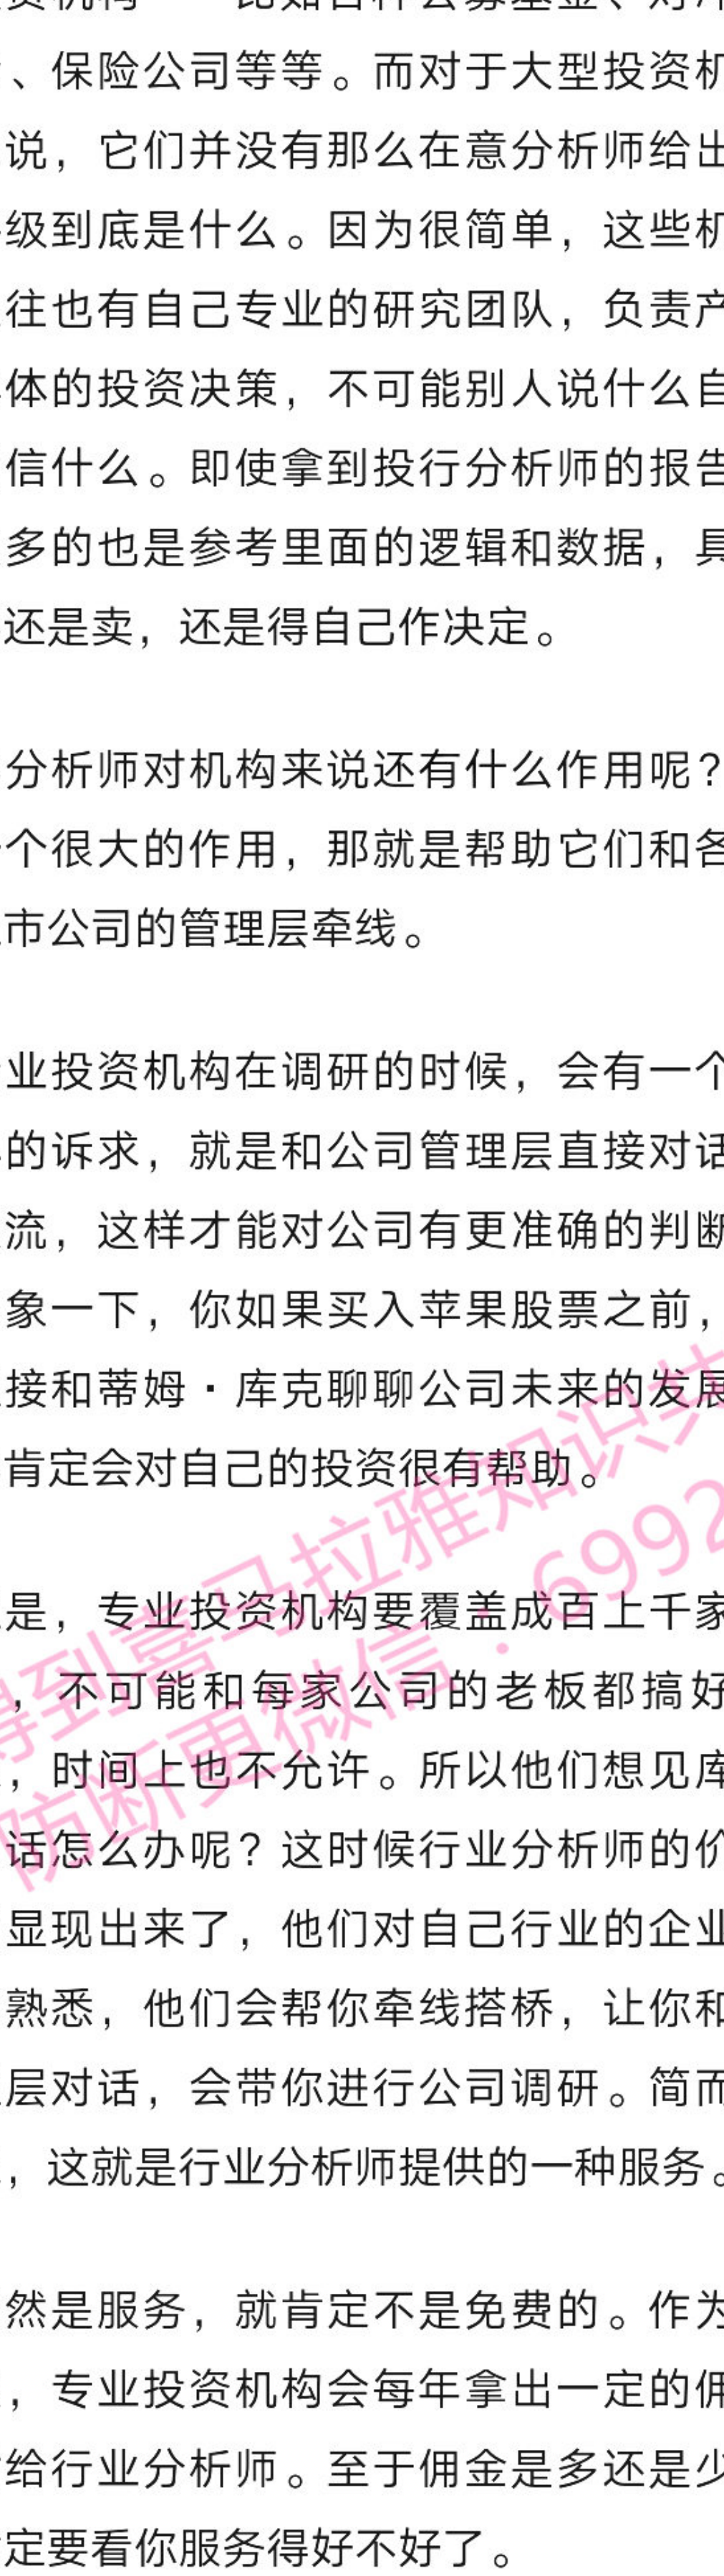 、保险公司等等。而对于大型投资机
说，它们并没有那么在意分析师给出
级到底是什么。因为很简单，这些机
往也有自己专业的研究团队，负责产
体的投资决策，不可能别人说什么自
信什么。即使拿到投行分析师的报告
多的也是参考里面的逻辑和数据，具
还是卖，还是得自己作决定。
分析师对机构来说还有什么作用呢？
个很大的作用，那就是帮助它们和各
市公司的管理层牵线。
业投资机构在调研的时候，会有一个
的诉求，就是和公司管理层直接对话
流，这样才能对公司有更准确的判断
象一下，你如果买入苹果股票之前，
接和蒂姆·库克聊聊公司未来的发展
肯定会对自己的投资很有帮助。
是，专业投资机构要覆盖成百上千家
，不可能和每家公司的老板都搞好
，时间上也不允许。所以他们想见库
话怎么办呢？这时候行业分析师的价
显现出来了，他们对自己行业的企业
熟悉，他们会帮你牵线搭桥，让你和
层对话，会带你进行公司调研。简而
，这就是行业分析师提供的一种服务。
然是服务，就肯定不是免费的。作为
，专业投资机构会每年拿出一定的佣
给行业分析师。至于佣金是多还是少
定要看你服务得好不好了。
得到喜马拉雅知识共
防断更微信：6992